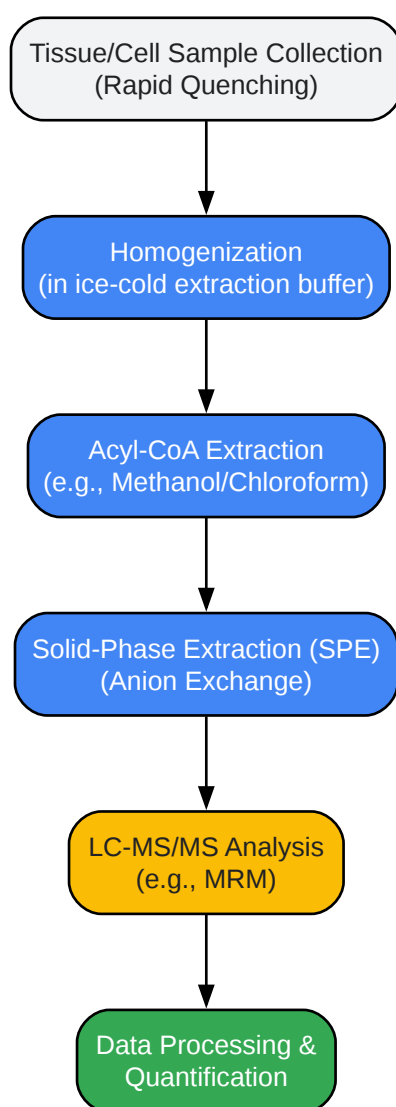 Tissue/Cell Sample Collection
(Rapid Quenching)
Homogenization
(in ice-cold extraction buffer)
Acyl-CoA Extraction
(e.g., Methanol/Chloroform)
Solid-Phase Extraction (SPE)
(Anion Exchange)
LC-MS/MS Analysis
(e.g., MRM)
Data Processing &
Quantification